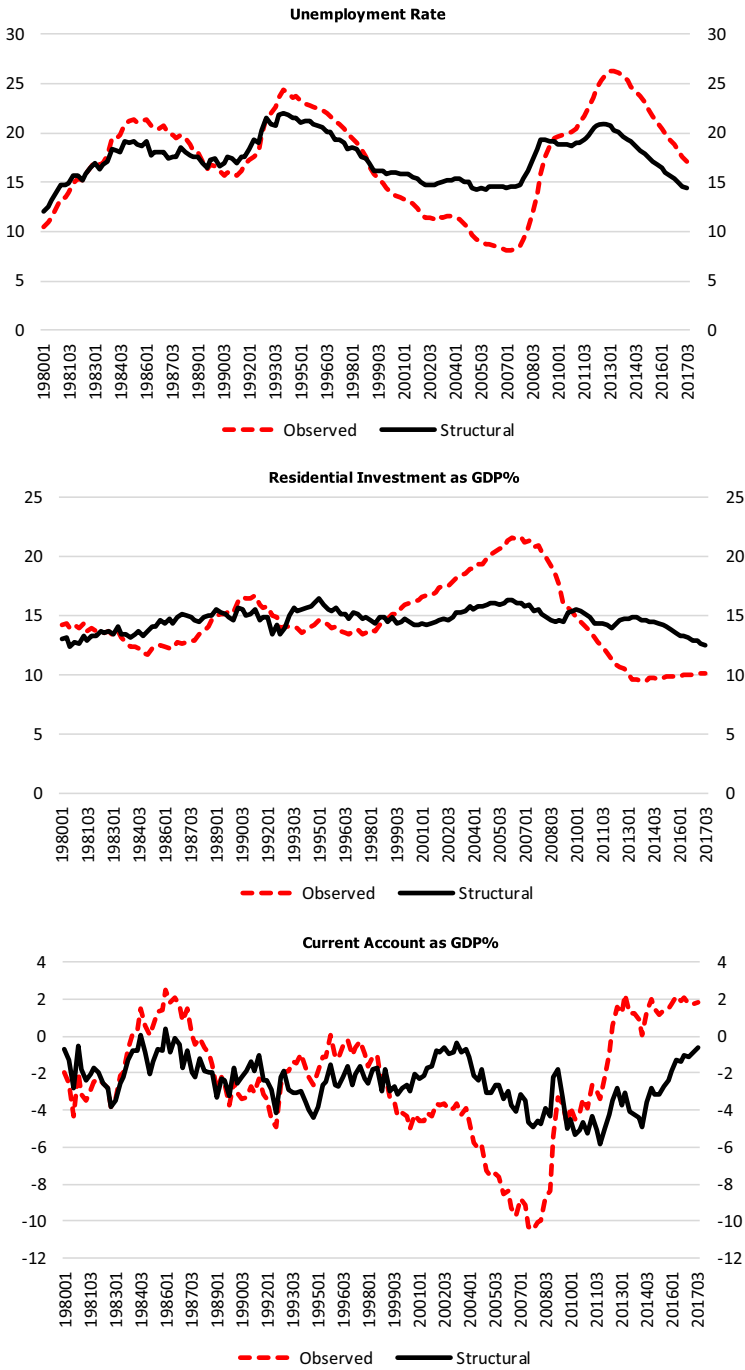 Unemployment Rate
30 30
25 25
20 20
15 15
10 10
5 5
0 0
198001 198103 198301 198403 198601 198703 198901 199003 199201 199303 199501 199603 199801 199903 200101 200203 200401 200503 200701 200803 201001 201103 201301 201403 201601 201703
Observed Structural
Residential Investment as GDP%
25 25
20 20
15 15
10 10
5 5
0 0
198001 198103 198301 198403 198601 198703 198901 199003 199201 199303 199501 199603 199801 199903 200101 200203 200401 200503 200701 200803 201001 201103 201301 201403 201601 201703
Observed Structural
Current Account as GDP%
4 4
2 2
0 0
-2 -2
-4 -4
-6 -6
-8 -8
-10 -10
-12 -12
198001 198103 198301 198403 198601 198703 198901 199003 199201 199303 199501 199603 199801 199903 200101 200203 200401 200503 200701 200803 201001 201103 201301 201403 201601 201703
Observed Structural